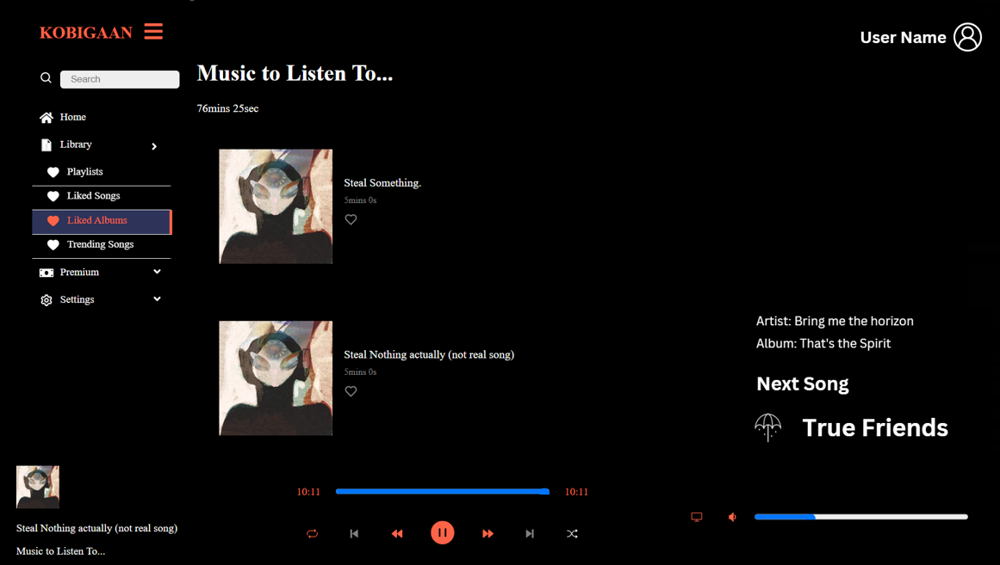 KOBIGAAN
User Name
Search
Home
Library
Playlists
Liked Songs
Liked Albums
Trending Songs
Premium
Settings
Music to Listen To...
76mins 25sec
Steal Something.
5mins 0s
Steal Nothing actually (not real song)
5mins 0s
Artist: Bring me the horizon
Album: That's the Spirit
Next Song
True Friends
Steal Nothing actually (not real song)
Music to Listen To...
10:11
10:11